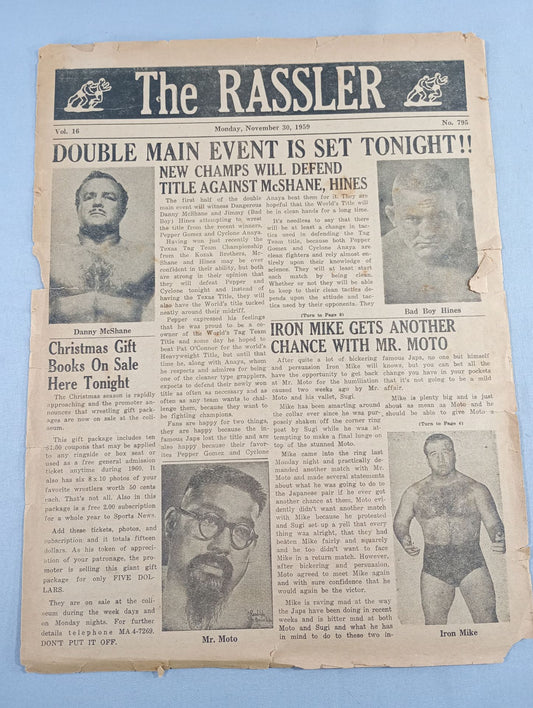 The RASSLER
Vol. 16
Monday, November 30, 1959
No. 795
DOUBLE MAIN EVENT IS SET TONIGHT!!
Danny McShane
NEW CHAMPS WILL DEFEND
TITLE AGAINST McSHANE, HINES
The first half of the double
main event will witness Dangerous
Danny McShane and Jimmy (Bad
Boy) Hines attempting to wrest
the title from the recent winners,
Pepper Gomez and Cyclone Anaya.
Having won just recently the
Texas Tag Team Championship
from the Kozak Brothers, Mc-
Shane and Hines may be ever
confident in their ability, but both
are strong in their opinion that
they will defeat Pepper and
Cyclone tonight and instead of
having the Texas Title, they will
also have the World's title tucked
neatly around their midriff.
Pepper expressed his feelings
that he was proud to be a co-
owner of the World's Tag Team
Title and some day he hoped to
beat Pat O'Connor for the world's
Heavyweight Title, but until that
time he, along with Anaya, whom
he respects and admires for being
one of the cleaner type grapplers,
expects to defend their newly won
title as often as necessary and as
often as any team wants to chal-
lenge them, because they want to
be fighting champions.
Fans are happy for two things,
they are happy because the in-
famous Japs lost the title and are
more happy because their favor-
ites Pepper Gomez and Cyclone
Anaya beat them for it. They are
hopeful that the World's Title will
be in clean hands for a long time.
It's needless to say that there
will be at least a change in tac-
tics used in defending the Tag
Team title, because both Pepper
Gomez and Cyclone Anaya are
clean fighters and rely almost en-
tirely upon their knowledge of
science. They will at least start
each match by being clean.
Whether or not they will be able
to keep to their clean tactics de-
pends upon the attitude and tac-
tics used by their opponents. They
(Turn to Page 2)
Bad Boy Hines
Christmas Gift
Books On Sale
Here Tonight
The Christmas season is rapidly
approaching and the promoter an-
nounces that wrestling gift pack-
ages are now on sale at the coli-
seum.
This gift package includes ten
$1.00 coupons that may be applied
to any ringside or box seat or
used as a free general admission
ticket anytime during 1960. It
also has six 8 x 10 photos of your
favorite wrestlers worth 50 cents
each. That's not all. Also in this
package is a free 2.00 subscription
for a whole year to Sports News.
Add these tickets, photos, and
subscription and it totals fifteen
dollars. As his token of appreci-
ation of your patronage, the pro-
moter is selling this giant gift
package for only FIVE DOL-
LARS.
They are on sale at the coli-
seum during the week days and
on Monday nights. For further
details telephone MA 4-7269.
DON'T PUT IT OFF.
Mr. Moto
IRON MIKE GETS ANOTHER
CHANCE WITH MR. MOTO
After quite a lot of bickering
and persuasion Iron Mike will
have the opportunity to get back
at Mr. Moto for the humiliation
caused two weeks ago by Mr.
Moto and his valet, Sugi.
Mike has been smarting around
the collar ever since he was pur-
posely shaken off the corner ring
post by Sugi while he was at-
tempting to make a final lunge on
top of the stunned Moto.
Mike came into the ring last
Monday night and practically de-
manded another match with Mr.
Moto and made several statements
about what he was going to do to
the Japanese pair if he ever got
another chance at them. Moto evi-
dently didn't want another match
with Mike because he protested
and Sugi set up a yell that every
thing was alright, that they had
beaten Mike fairly and squarely
and he too didn't want to face
Mike in a return match. However,
after bickering and persuasion,
Moto agreed to meet Mike again
and with sure confidence that he
would again be the victor.
Mike is raving mad at the way
the Japs have been doing in recent
weeks and is bitter mad at both
Moto and Sugi and what he has
in mind to do to these two in-
famous Japs, no one but himself
knows, but you can bet all the
change you have in your pockets
that it's not going to be a mild
affair.
Mike is plenty big and is just
about as mean as Moto and he
should be able to give Moto
(Turn to Page 4)
Iron Mike